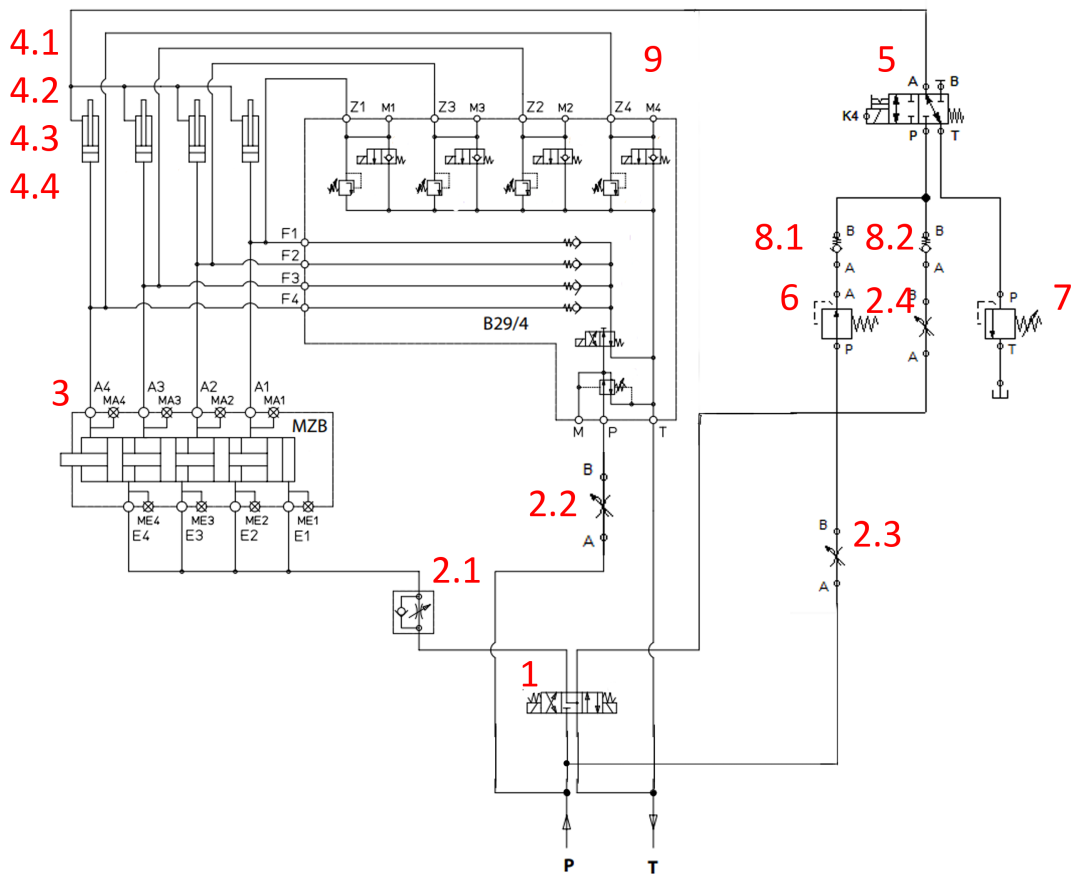 4.1
9
5
A
B
4.2
Z1
M1
Z3
M3
Z2
M2
Z4
M4
K4
4.3
P
T
4.4
F1
8.1
B
8.2
B
F2
A
A
F3
6
A
2.4
B
P
7
F4
B29/4
P
A
T
3
A4
A3
A2
A1
MA4
MA3
MA2
MA1
MZB
M
P
T
B
2.2
ME4
ME3
ME2
ME1
E4
E3
E2
E1
A
B
2.3
2.1
A
1
P
T